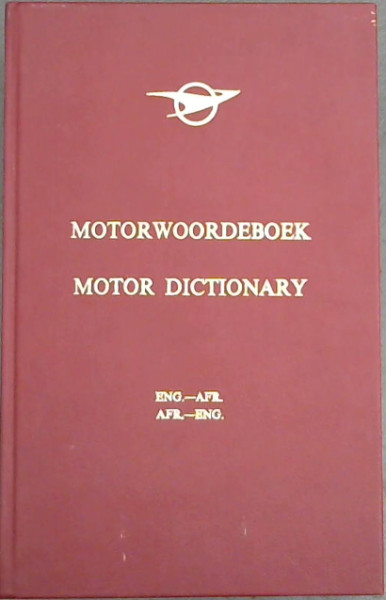 MOTORWOORDEBOEK
MOTOR DICTIONARY
ENG.—AFR.
AFR.—ENG.